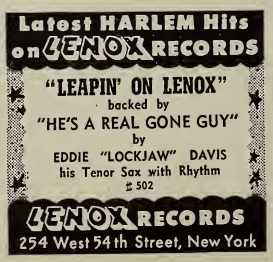 Latest HARLEM Hits
on LENOX RECORDS
"LEAPIN' ON LENOX"
backed by
"HE'S A REAL GONE GUY"
by
EDDIE "LOCKJAW" DAVIS
his Tenor Sax with Rhythm
# 502
LENOX RECORDS
254 West 54th Street, New York